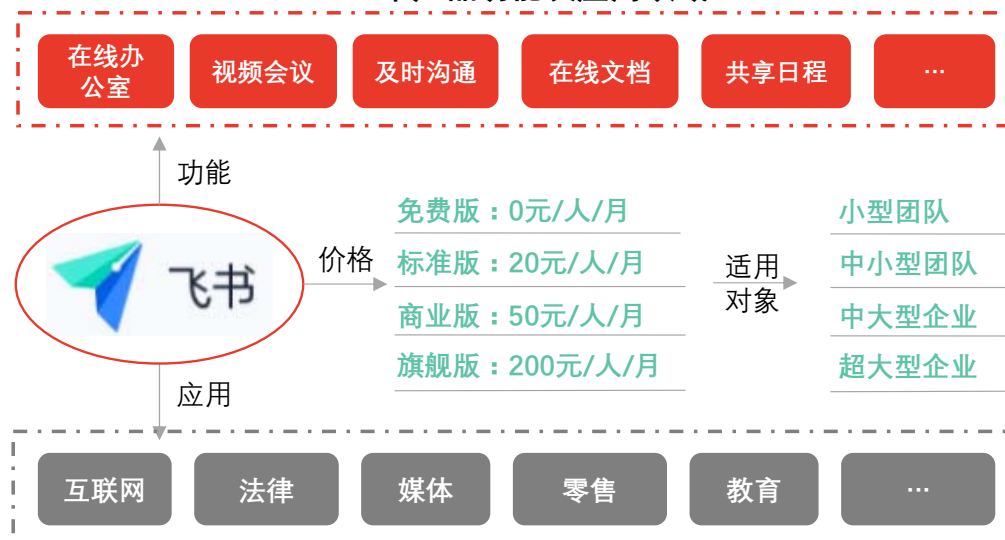 在线办
公室
视频会议
及时沟通
在线文档
共享日程
…
功能
飞书
价格
免费版：0元/人/月
标准版：20元/人/月
商业版：50元/人/月
旗舰版：200元/人/月
适用
对象
小型团队
中小型团队
中大型企业
超大型企业
应用
互联网
法律
媒体
零售
教育
…